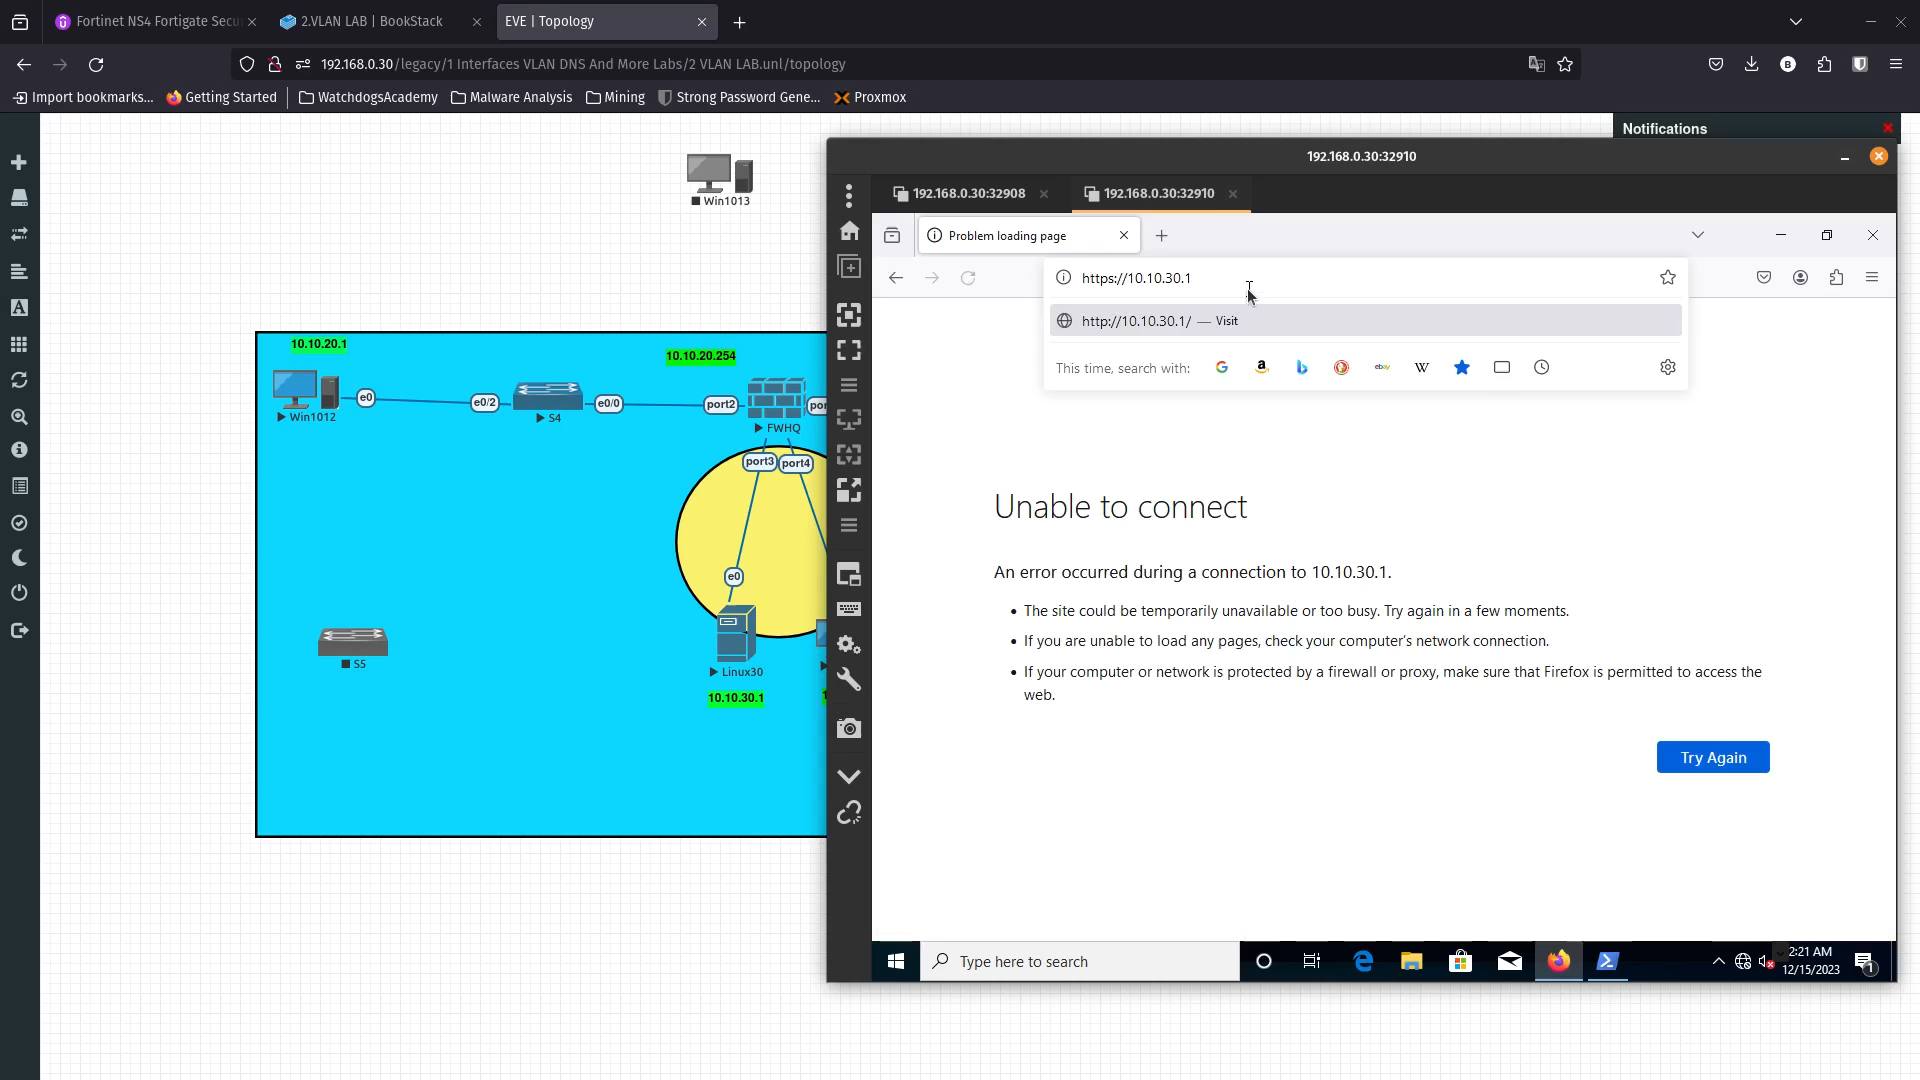 Fortinet NS4 Fortigate Secu
2.VLAN LAB | BookStack
EVE | Topology
192.168.0.30/legacy/1 Interfaces VLAN DNS And More Labs/2 VLAN LAB.unl/topology
Import bookmarks...
Getting Started
WatchdogsAcademy
Malware Analysis
Mining
Strong Password Gene...
Proxmox
Notifications
Win1013
192.168.0.30:32910
192.168.0.30:32908
192.168.0.30:32910
Problem loading page
https://10.10.30.1
http://10.10.30.1/ — Visit
This time, search with:
ebay
W
10.10.20.1
10.10.20.254
Win1012
e0
e0/2
S4
e0/0
port2
FWHQ
por
port3
port4
e0
Linux30
10.10.30.1
S5
Unable to connect
An error occurred during a connection to 10.10.30.1.
The site could be temporarily unavailable or too busy. Try again in a few moments.
If you are unable to load any pages, check your computer's network connection.
If your computer or network is protected by a firewall or proxy, make sure that Firefox is permitted to access the
web.
Try Again
Type here to search
2:21 AM
12/15/2023
1